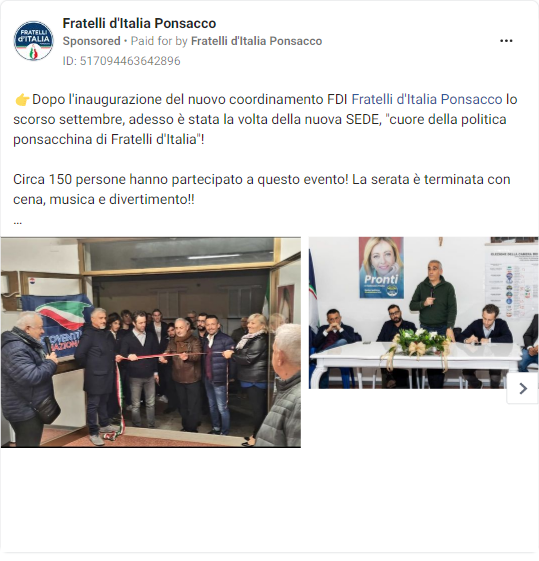 Fratelli d'Italia Ponsacco
Sponsored • Paid for by Fratelli d'Italia Ponsacco
ID: 517094463642896
FRATELLI
d'ITALIA
👉Dopo l'inaugurazione del nuovo coordinamento FDI Fratelli d'Italia Ponsacco lo
scorso settembre, adesso è stata la volta della nuova SEDE, "cuore della politica
ponsacchina di Fratelli d'Italia"!
Circa 150 persone hanno partecipato a questo evento! La serata è terminata con
cena, musica e divertimento!!
...
Pronti